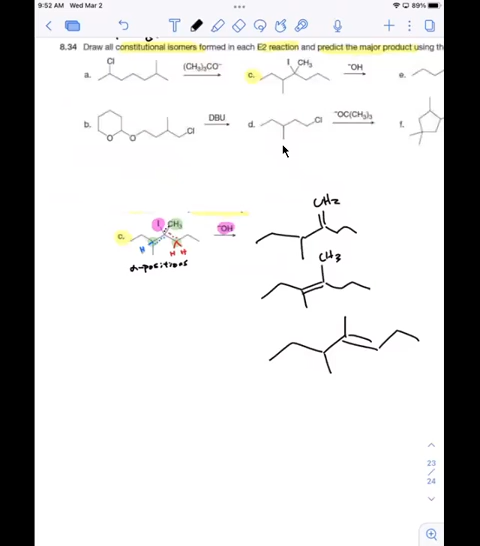 9:52 AM Wed Mar 2
89%
8.34 Draw all constitutional isomers formed in each E2 reaction and predict the major product using th
a. Cl (CH₃)₃CO⁻
c. I CH₃ ⁻OH
e.
b. O O Cl DBU
d. Cl ⁻OC(CH₃)₃
f.
c. I CH₃ ⁻OH
H H H
α-positions
CH₂
CH₃
23
/
24